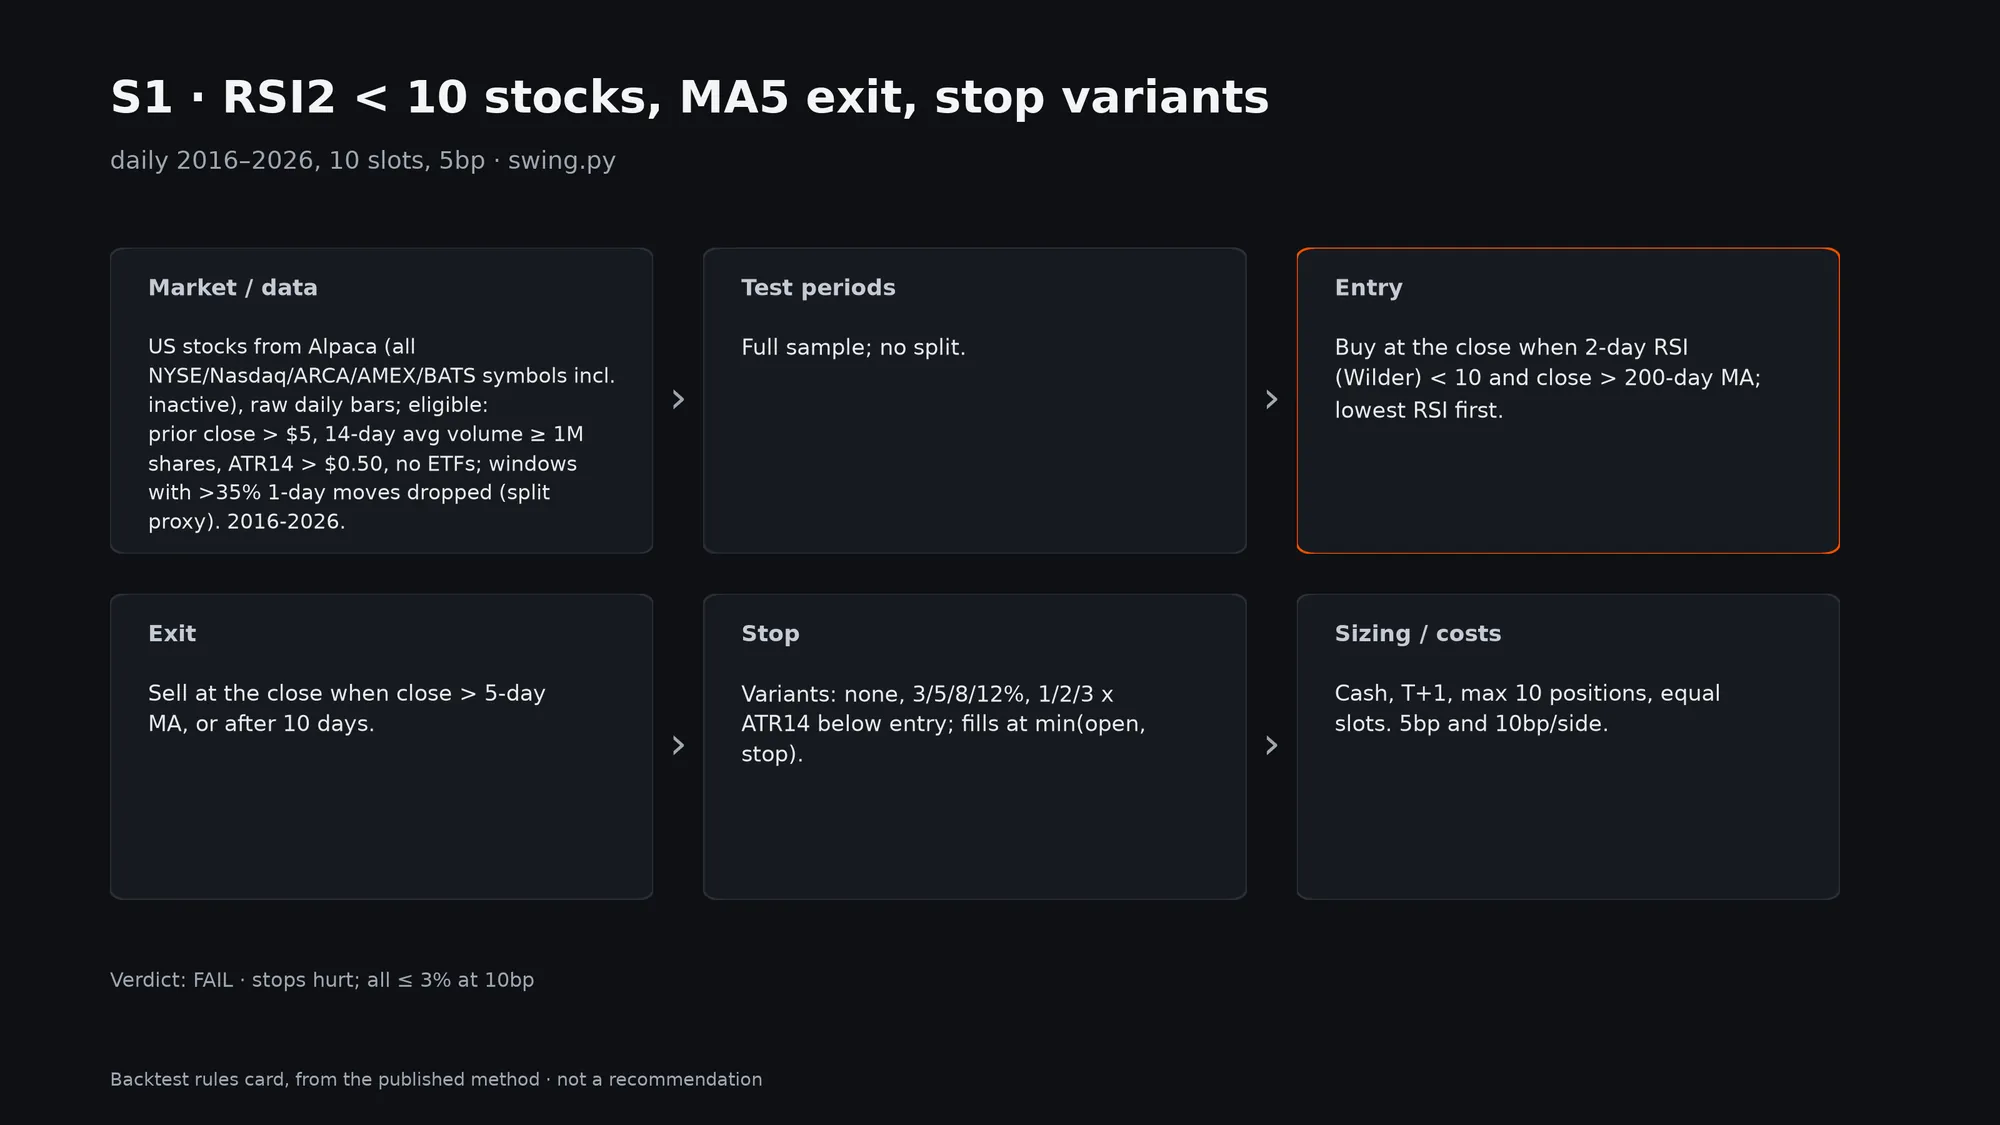 S1 · RSI2 < 10 stocks, MA5 exit, stop variants
daily 2016–2026, 10 slots, 5bp · swing.py
Market / data
US stocks from Alpaca (all
NYSE/Nasdaq/ARCA/AMEX/BATS symbols incl.
inactive), raw daily bars; eligible:
prior close > $5, 14-day avg volume ≥ 1M
shares, ATR14 > $0.50, no ETFs; windows
with >35% 1-day moves dropped (split
proxy). 2016-2026.
›
Test periods
Full sample; no split.
›
Entry
Buy at the close when 2-day RSI
(Wilder) < 10 and close > 200-day MA;
lowest RSI first.
Exit
Sell at the close when close > 5-day
MA, or after 10 days.
›
Stop
Variants: none, 3/5/8/12%, 1/2/3 x
ATR14 below entry; fills at min(open,
stop).
›
Sizing / costs
Cash, T+1, max 10 positions, equal
slots. 5bp and 10bp/side.
Verdict: FAIL · stops hurt; all ≤ 3% at 10bp
Backtest rules card, from the published method · not a recommendation